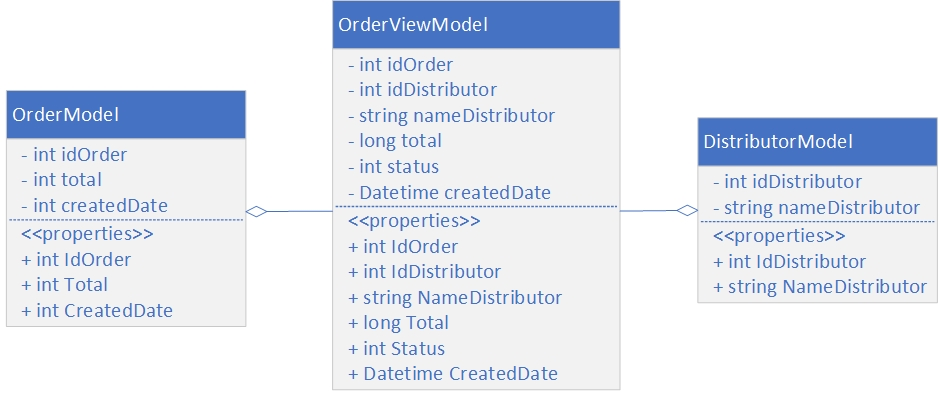 OrderModel
- int idOrder
- int total
- int createdDate
<<properties>>
+ int IdOrder
+ int Total
+ int CreatedDate
OrderViewModel
- int idOrder
- int idDistributor
- string nameDistributor
- long total
- int status
- Datetime createdDate
<<properties>>
+ int IdOrder
+ int IdDistributor
+ string NameDistributor
+ long Total
+ int Status
+ Datetime CreatedDate
DistributorModel
- int idDistributor
- string nameDistributor
<<properties>>
+ int IdDistributor
+ string NameDistributor